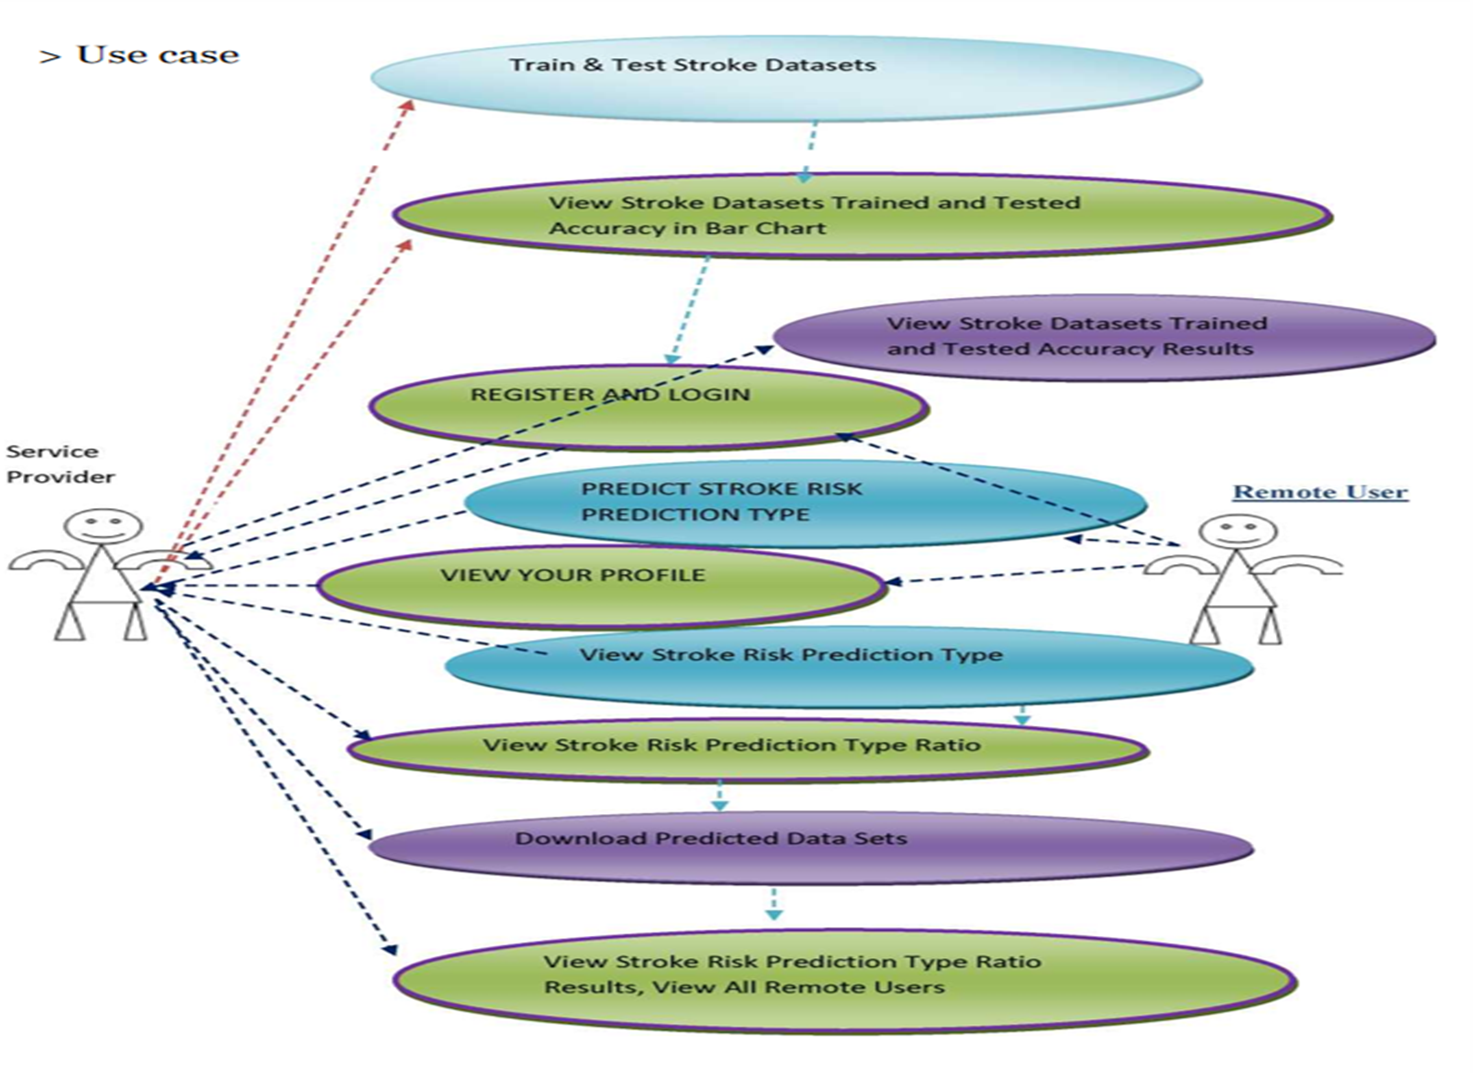 > Use case
Train & Test Stroke Datasets
View Stroke Datasets Trained and Tested
Accuracy in Bar Chart
View Stroke Datasets Trained
and Tested Accuracy Results
REGISTER AND LOGIN
Service
Provider
PREDICT STROKE RISK
PREDICTION TYPE
Remote User
VIEW YOUR PROFILE
View Stroke Risk Prediction Type
View Stroke Risk Prediction Type Ratio
Download Predicted Data Sets
View Stroke Risk Prediction Type Ratio
Results, View All Remote Users